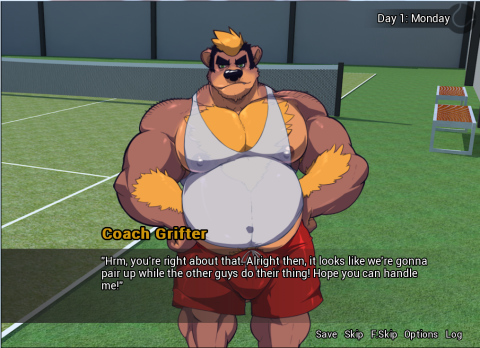 Day 1: Monday
Coach Grifter
"Hrm, you're right about that. Alright then, it looks like we're gonna
pair up while the other guys do their thing! Hope you can handle
me!"
Save Skip F.Skip Options Log